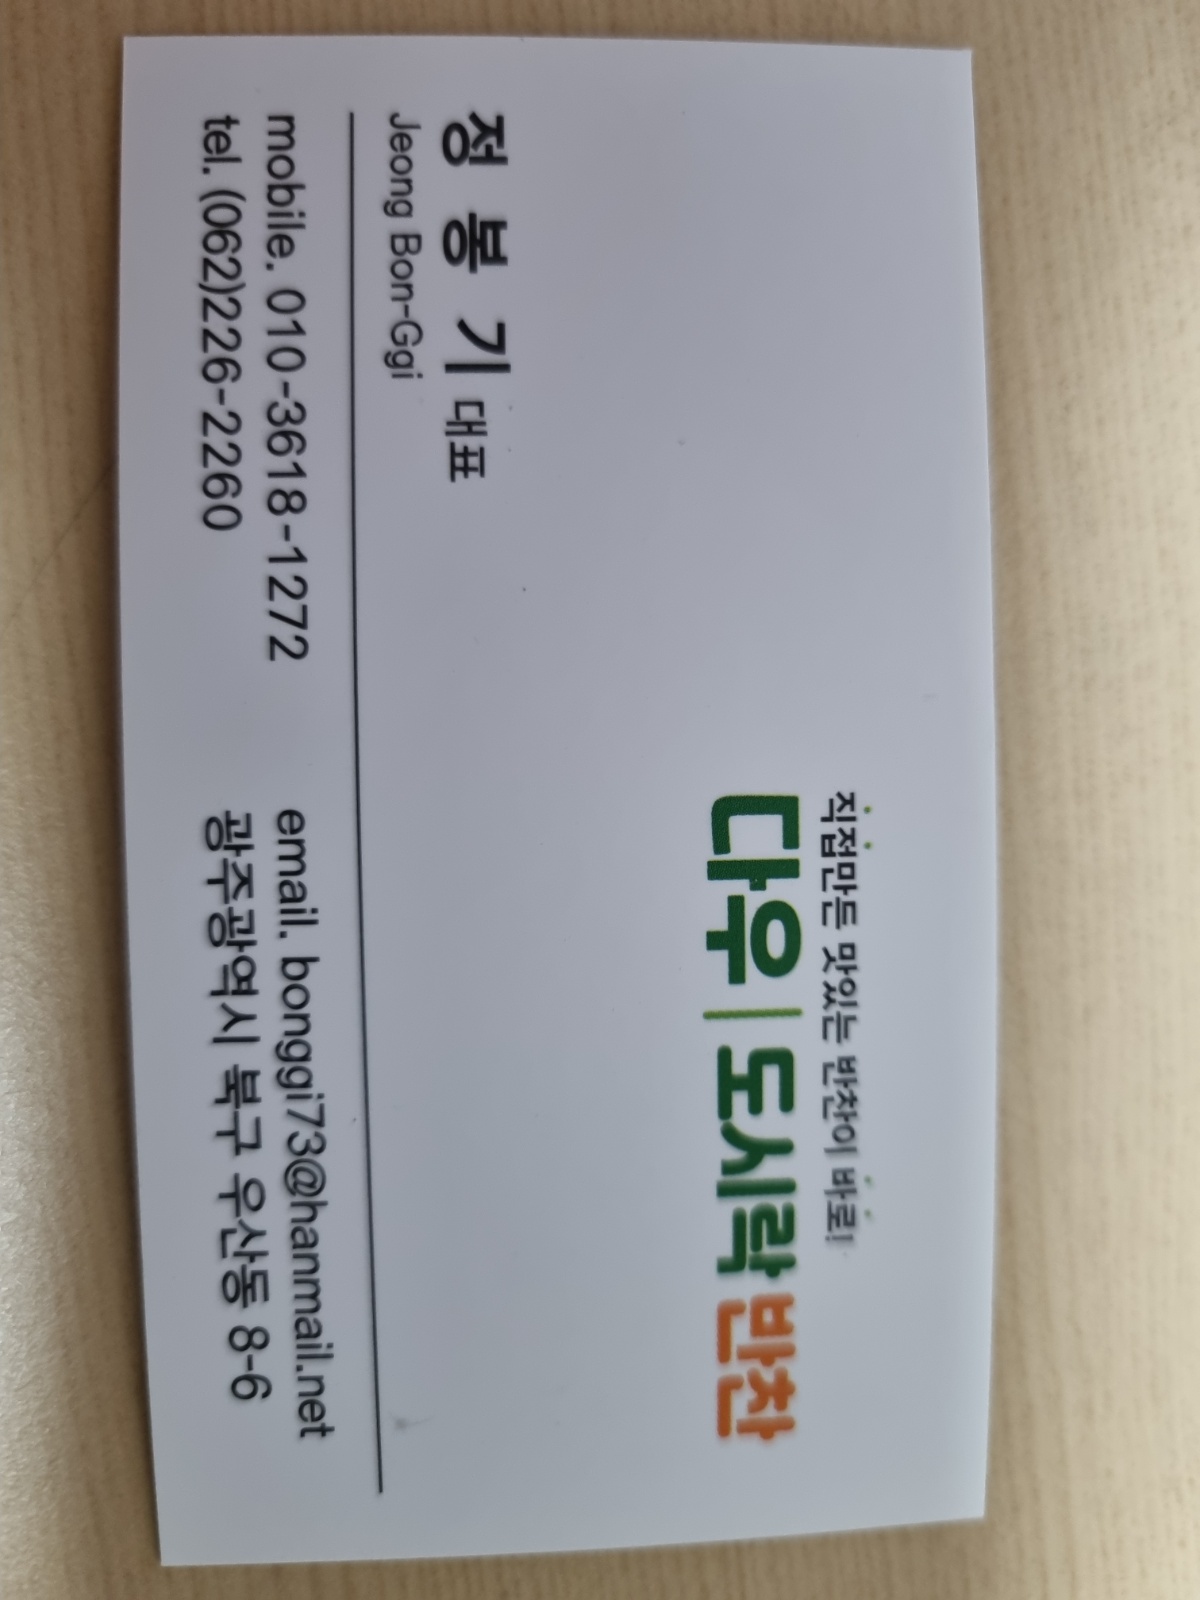 직접만든 맛있는 반찬이 바로!
다우 | 도시락 반찬
정 봉 기 대표
Jeong Bon-Ggi
mobile. 010-3618-1272
tel. (062)226-2260
email. bonggi73@hanmail.net
광주광역시 북구 우산동 8-6